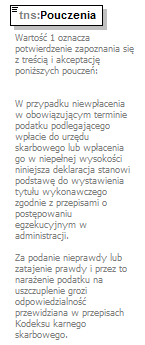 tns:Pouczenia
Wartość 1 oznacza
potwierdzenie zapoznania się
z treścią i akceptację
poniższych pouczeń:
W przypadku niewpłacenia
w obowiązującym terminie
podatku podlegającego
wpłacie do urzędu
skarbowego lub wpłacenia
go w niepełnej wysokości
niniejsza deklaracja stanowi
podstawę do wystawienia
tytułu wykonawczego
zgodnie z przepisami o
postępowaniu
egzekucyjnym w
administracji.
Za podanie nieprawdy lub
zatajenie prawdy i przez to
narażenie podatku na
uszczuplenie grozi
odpowiedzialność
przewidziana w przepisach
Kodeksu karnego
skarbowego.